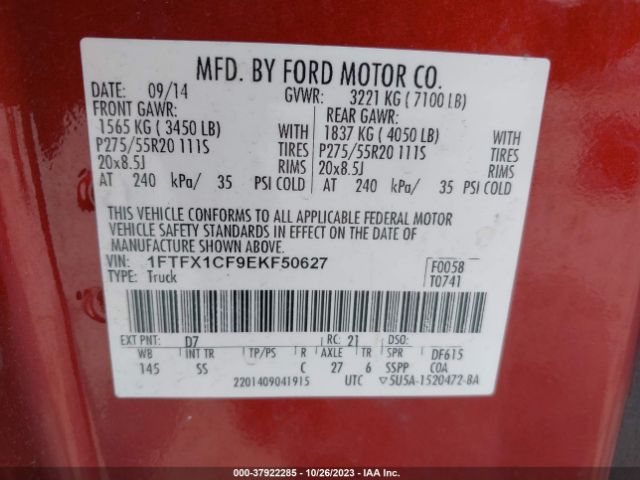 MFD. BY FORD MOTOR CO.
DATE: 09/14 GVWR: 3221 KG ( 7100 LB)
FRONT GAWR: REAR GAWR:
1565 KG ( 3450 LB) WITH 1837 KG ( 4050 LB) WITH
P275/55R20 111S TIRES P275/55R20 111S TIRES
20x8.5J RIMS 20x8.5J RIMS
AT 240 kPa/ 35 PSI COLD AT 240 kPa/ 35 PSI COLD
THIS VEHICLE CONFORMS TO ALL APPLICABLE FEDERAL MOTOR
VEHICLE SAFETY STANDARDS IN EFFECT ON THE DATE OF
MANUFACTURE SHOWN ABOVE.
VIN: 1FTFX1CF9EKF50627 F0058
TYPE: Truck T0741
EXT PNT: D7 RC: 21 DSO:
WB INT TR TP/PS R AXLE TR SPR DF615
145 SS C 27 6 SSPP COA
2201409041915 UTC ▽5U5A-1520472-BA
000-37922285 - 10/26/2023 - IAA Inc.